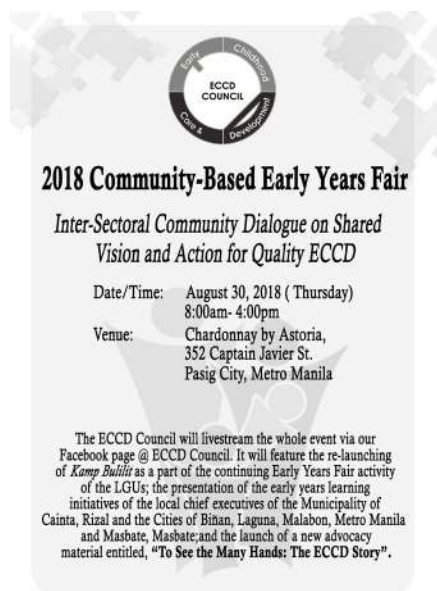 Early Childhood
ECCD
COUNCIL
Care & Development
2018 Community-Based Early Years Fair
Inter-Sectoral Community Dialogue on Shared
Vision and Action for Quality ECCD
Date/Time: August 30, 2018 ( Thursday)
8:00am- 4:00pm
Venue: Chardonnay by Astoria,
352 Captain Javier St.
Pasig City, Metro Manila
The ECCD Council will livestream the whole event via our
Facebook page @ ECCD Council. It will feature the re-launching
of Kamp Bulilit as a part of the continuing Early Years Fair activity
of the LGUs; the presentation of the early years learning
initiatives of the local chief executives of the Municipality of
Cainta, Rizal and the Cities of Biñan, Laguna, Malabon, Metro Manila
and Masbate, Masbate;and the launch of a new advocacy
material entitled, “To See the Many Hands: The ECCD Story”.